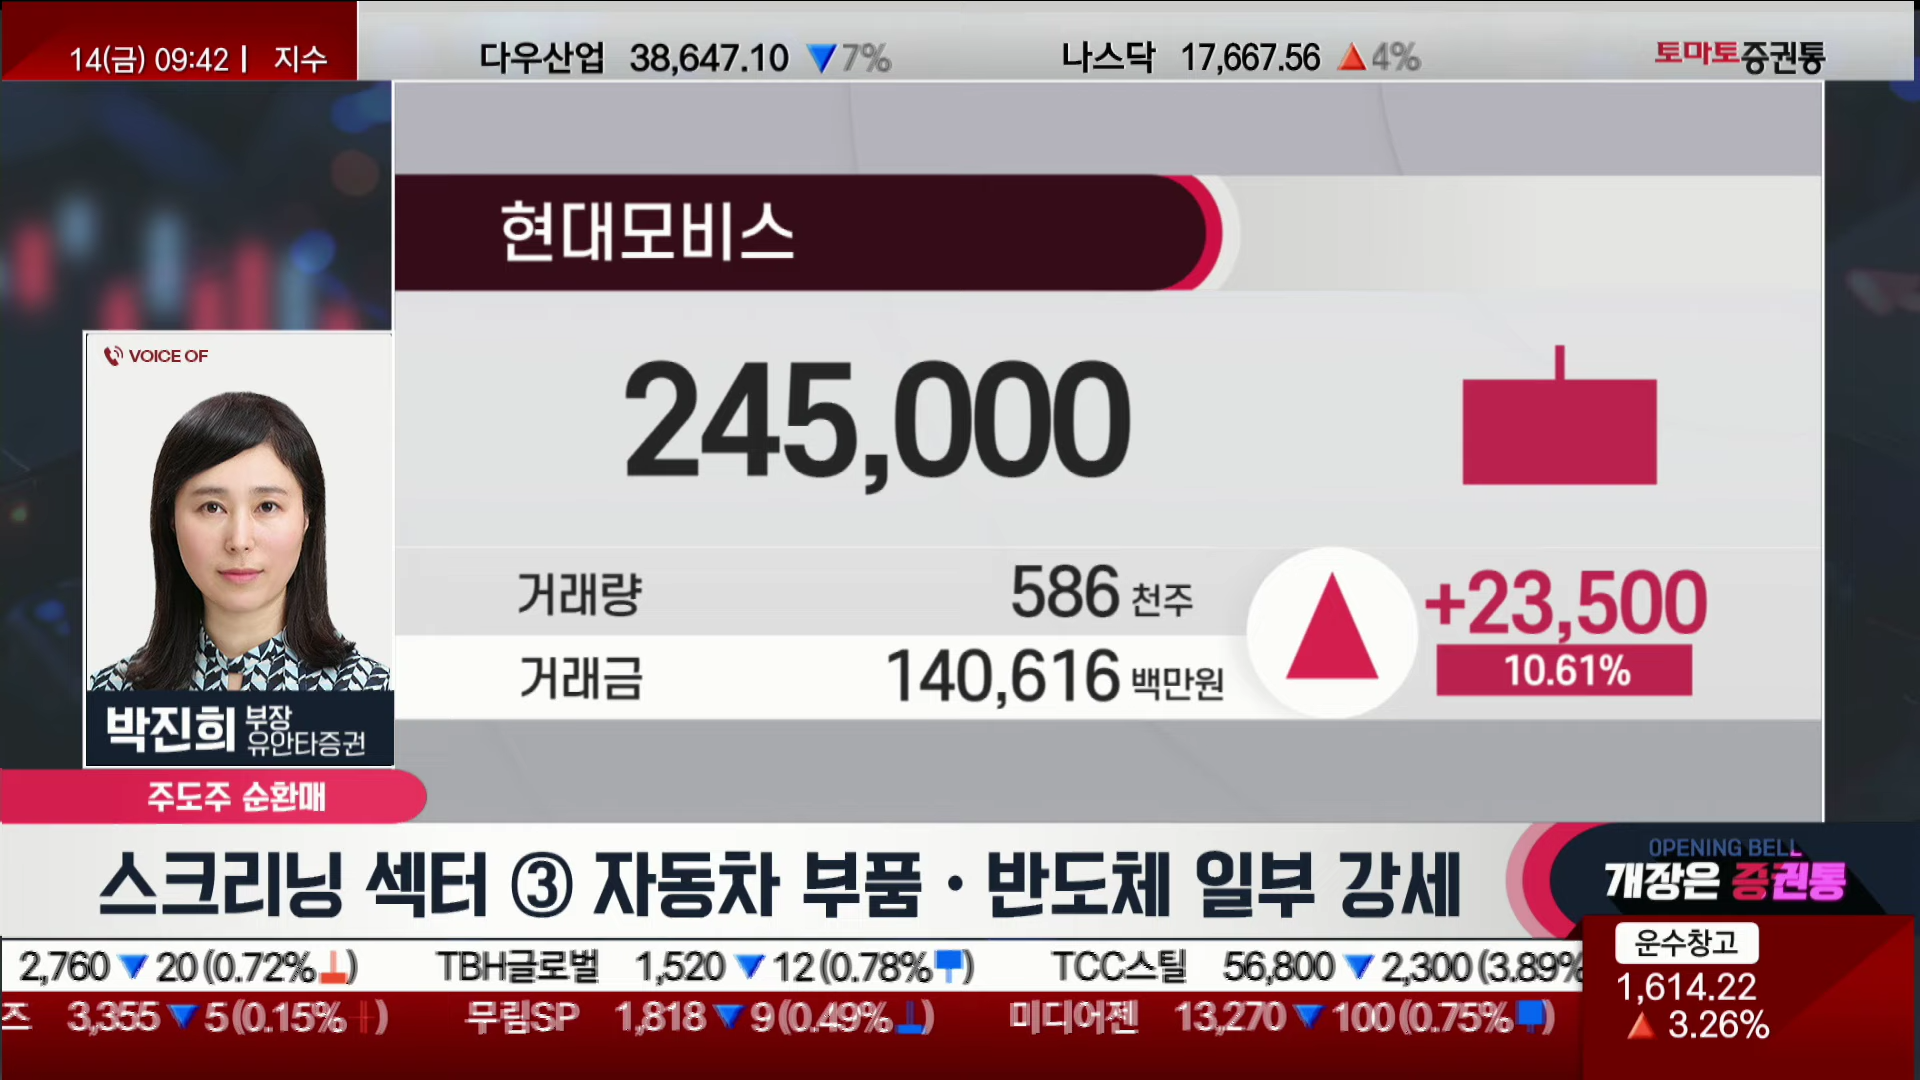 14(금) 09:42 | 지수 다우산업 38,647.10 ▼7% 나스닥 17,667.56 ▲4% 토마토증권통
현대모비스
245,000
거래량 586 천주
거래금 140,616 백만원
▲ +23,500
10.61%
VOICE OF
박진희 부장
유안타증권
주도주 순환매
스크리닝 섹터 ③ 자동차 부품·반도체 일부 강세
OPENING BELL
개장은 증권통
2,760 ▼ 20(0.72%) TBH글로벌 1,520 ▼ 12(0.78%) TCC스틸 56,800 ▼ 2,300(3.89%
즈 3,355 ▼ 5(0.15%) 무림SP 1,818 ▼ 9(0.49%) 미디어젠 13,270 ▼ 100(0.75%)
운수창고
1,614.22
▲ 3.26%